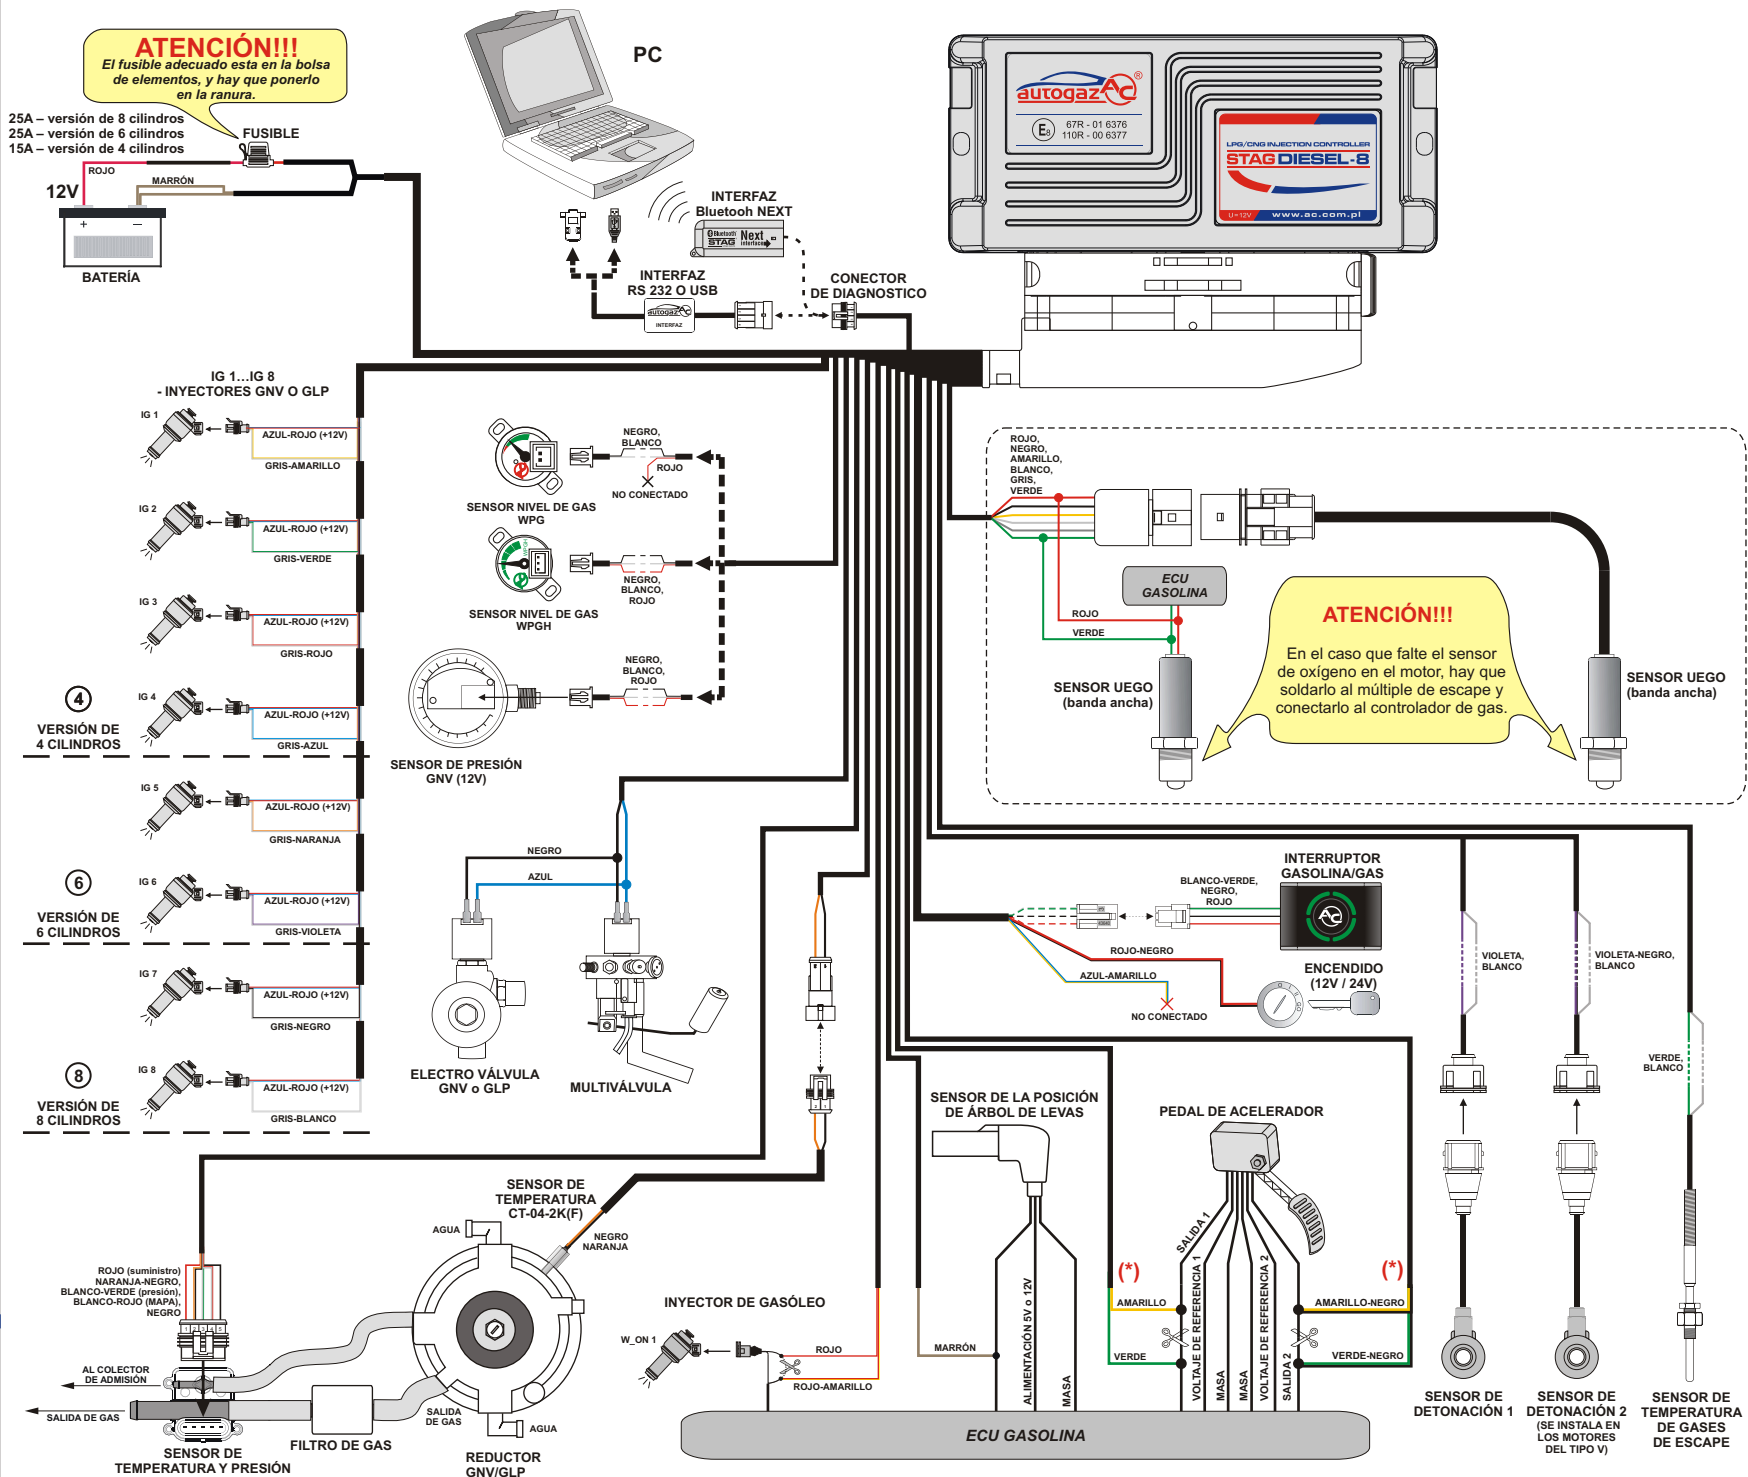 ATENCIÓN!!!
El fusible adecuado esta en la bolsa
de elementos, y hay que ponerlo
en la ranura.
25A – versión de 8 cilindros
25A – versión de 6 cilindros
15A – versión de 4 cilindros
FUSIBLE
ROJO
MARRÓN
12V
+
–
BATERÍA
PC
INTERFAZ
Bluetooh NEXT
Bluetooth
STAG
Next
interface
INTERFAZ
RS 232 O USB
autogaz AC
INTERFAZ
CONECTOR
DE DIAGNOSTICO
autogaz AC ®
E8
67R - 01 6376
110R - 00 6377
LPG/CNG INJECTION CONTROLLER
STAG DIESEL-8
U=12V
www.ac.com.pl
IG 1...IG 8
- INYECTORES GNV O GLP
IG 1
AZUL-ROJO (+12V)
GRIS-AMARILLO
IG 2
AZUL-ROJO (+12V)
GRIS-VERDE
IG 3
AZUL-ROJO (+12V)
GRIS-ROJO
4
VERSIÓN DE
4 CILINDROS
IG 4
AZUL-ROJO (+12V)
GRIS-AZUL
IG 5
AZUL-ROJO (+12V)
GRIS-NARANJA
6
VERSIÓN DE
6 CILINDROS
IG 6
AZUL-ROJO (+12V)
GRIS-VIOLETA
IG 7
AZUL-ROJO (+12V)
GRIS-NEGRO
8
VERSIÓN DE
8 CILINDROS
IG 8
AZUL-ROJO (+12V)
GRIS-BLANCO
NEGRO,
BLANCO
ROJO
NO CONECTADO
SENSOR NIVEL DE GAS
WPG
WPGH
NEGRO,
BLANCO,
ROJO
SENSOR NIVEL DE GAS
WPGH
NEGRO,
BLANCO,
ROJO
SENSOR DE PRESIÓN
GNV (12V)
ROJO,
NEGRO,
AMARILLO,
BLANCO,
GRIS,
VERDE
ECU
GASOLINA
ROJO
VERDE
SENSOR UEGO
(banda ancha)
ATENCIÓN!!!
En el caso que falte el sensor
de oxígeno en el motor, hay que
soldarlo al múltiple de escape y
conectarlo al controlador de gas.
SENSOR UEGO
(banda ancha)
NEGRO
AZUL
ELECTRO VÁLVULA
GNV o GLP
MULTIVÁLVULA
2 1
BLANCO-VERDE,
NEGRO,
ROJO
INTERRUPTOR
GASOLINA/GAS
AC
ROJO-NEGRO
AZUL-AMARILLO
NO CONECTADO
ENCENDIDO
(12V / 24V)
VIOLETA,
BLANCO
VIOLETA-NEGRO,
BLANCO
VERDE,
BLANCO
SENSOR DE LA POSICIÓN
DE ÁRBOL DE LEVAS
PEDAL DE ACELERADOR
SENSOR DE
TEMPERATURA
CT-04-2K(F)
AGUA
NEGRO
NARANJA
ROJO (suministro)
NARANJA-NEGRO,
BLANCO-VERDE (presión),
BLANCO-ROJO (MAPA),
NEGRO
1 2 3 4 5
AL COLECTOR
DE ADMISIÓN
SALIDA DE GAS
SENSOR DE
TEMPERATURA Y PRESIÓN
FILTRO DE GAS
SALIDA
DE GAS
AGUA
REDUCTOR
GNV/GLP
INYECTOR DE GASÓLEO
W_ON 1
ROJO
ROJO-AMARILLO
MARRÓN
ALIMENTACIÓN 5V o 12V
MASA
(*)
AMARILLO
VERDE
SALIDA 1
VOLTAJE DE REFERENCIA 1
MASA
MASA
VOLTAJE DE REFERENCIA 2
SALIDA 2
(*)
AMARILLO-NEGRO
VERDE-NEGRO
ECU GASOLINA
SENSOR DE
DETONACIÓN 1
SENSOR DE
DETONACIÓN 2
(SE INSTALA EN
LOS MOTORES
DEL TIPO V)
SENSOR DE
TEMPERATURA
DE GASES
DE ESCAPE